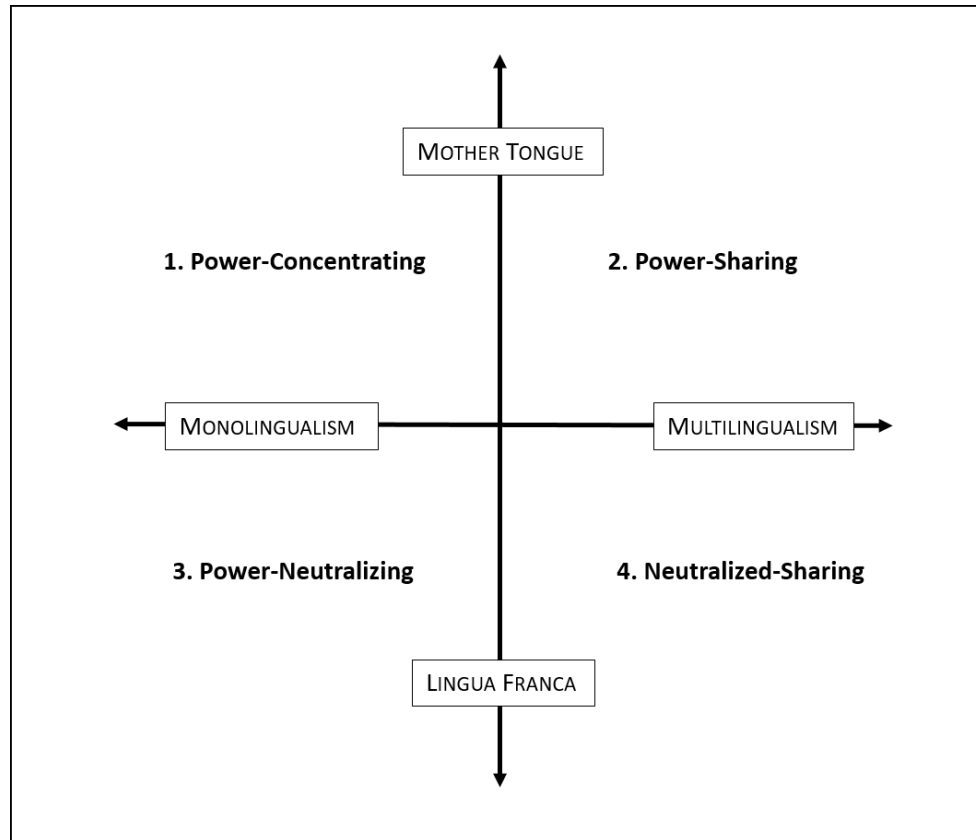 MOTHER TONGUE
1. Power-Concentrating
2. Power-Sharing
MONOLINGUALISM
MULTILINGUALISM
3. Power-Neutralizing
4. Neutralized-Sharing
LINGUA FRANCA